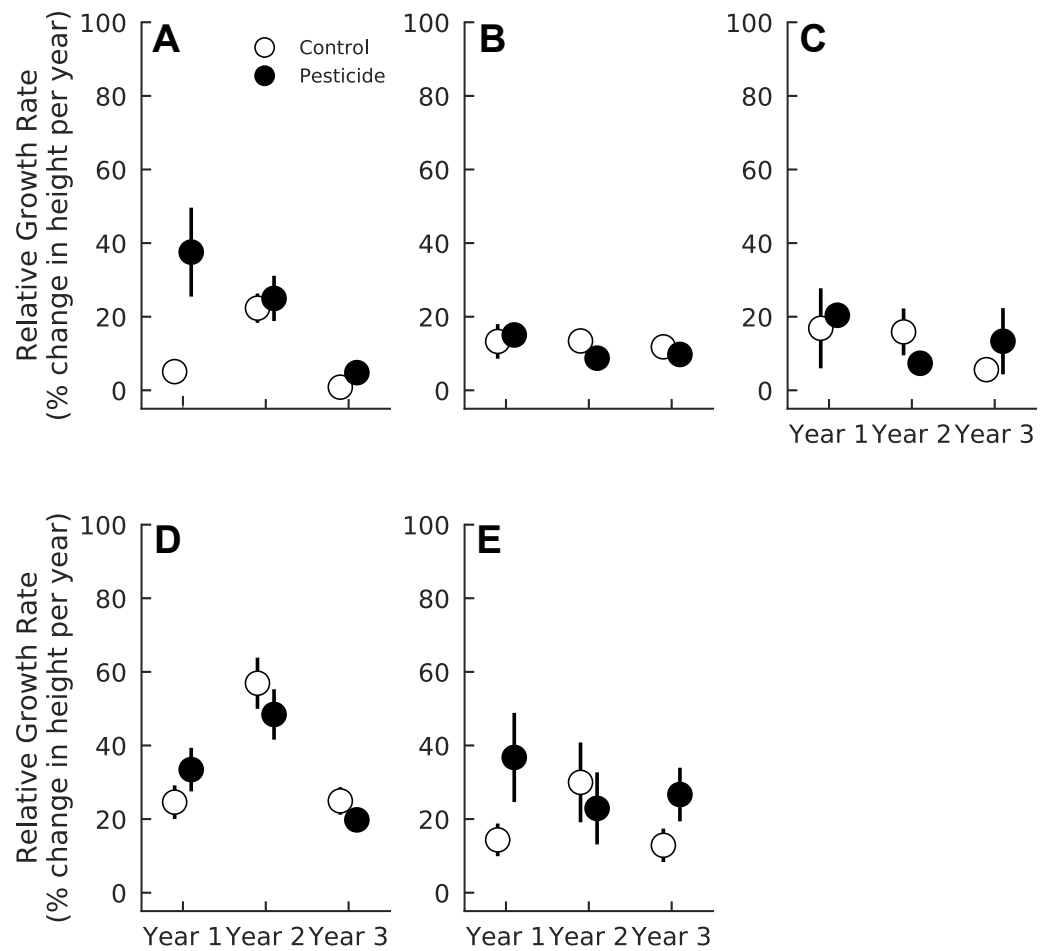 Relative Growth Rate
(% change in height per year)
100
80
60
40
20
0
A
Control
Pesticide
100
80
60
40
20
0
B
100
80
60
40
20
0
C
Year 1 Year 2 Year 3
Relative Growth Rate
(% change in height per year)
100
80
60
40
20
0
D
Year 1 Year 2 Year 3
100
80
60
40
20
0
E
Year 1 Year 2 Year 3